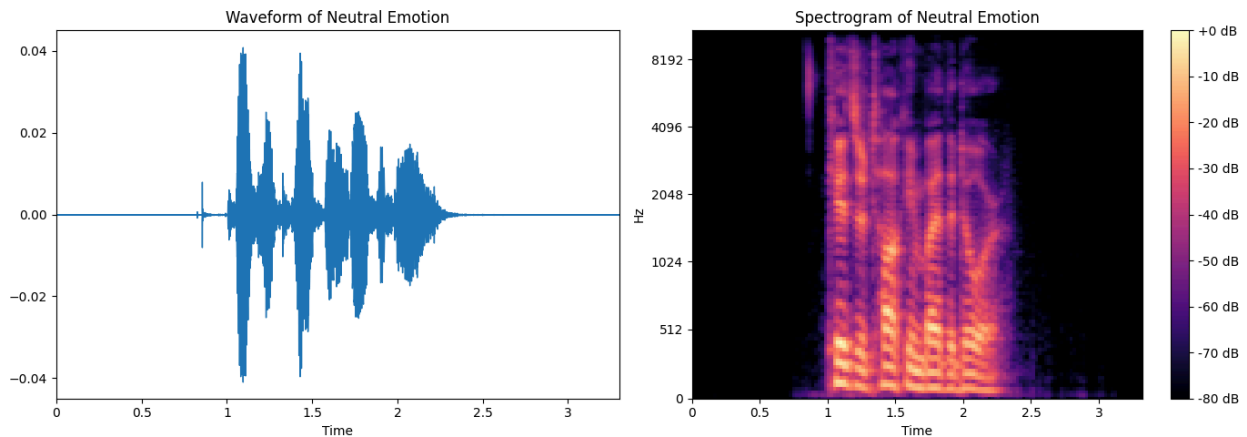 Waveform of Neutral Emotion
0.04
0.02
0.00
−0.02
−0.04
0
0.5
1
1.5
2
2.5
3
Time
Spectrogram of Neutral Emotion
Hz
8192
4096
2048
1024
512
0
0
0.5
1
1.5
2
2.5
3
Time
+0 dB
-10 dB
-20 dB
-30 dB
-40 dB
-50 dB
-60 dB
-70 dB
-80 dB